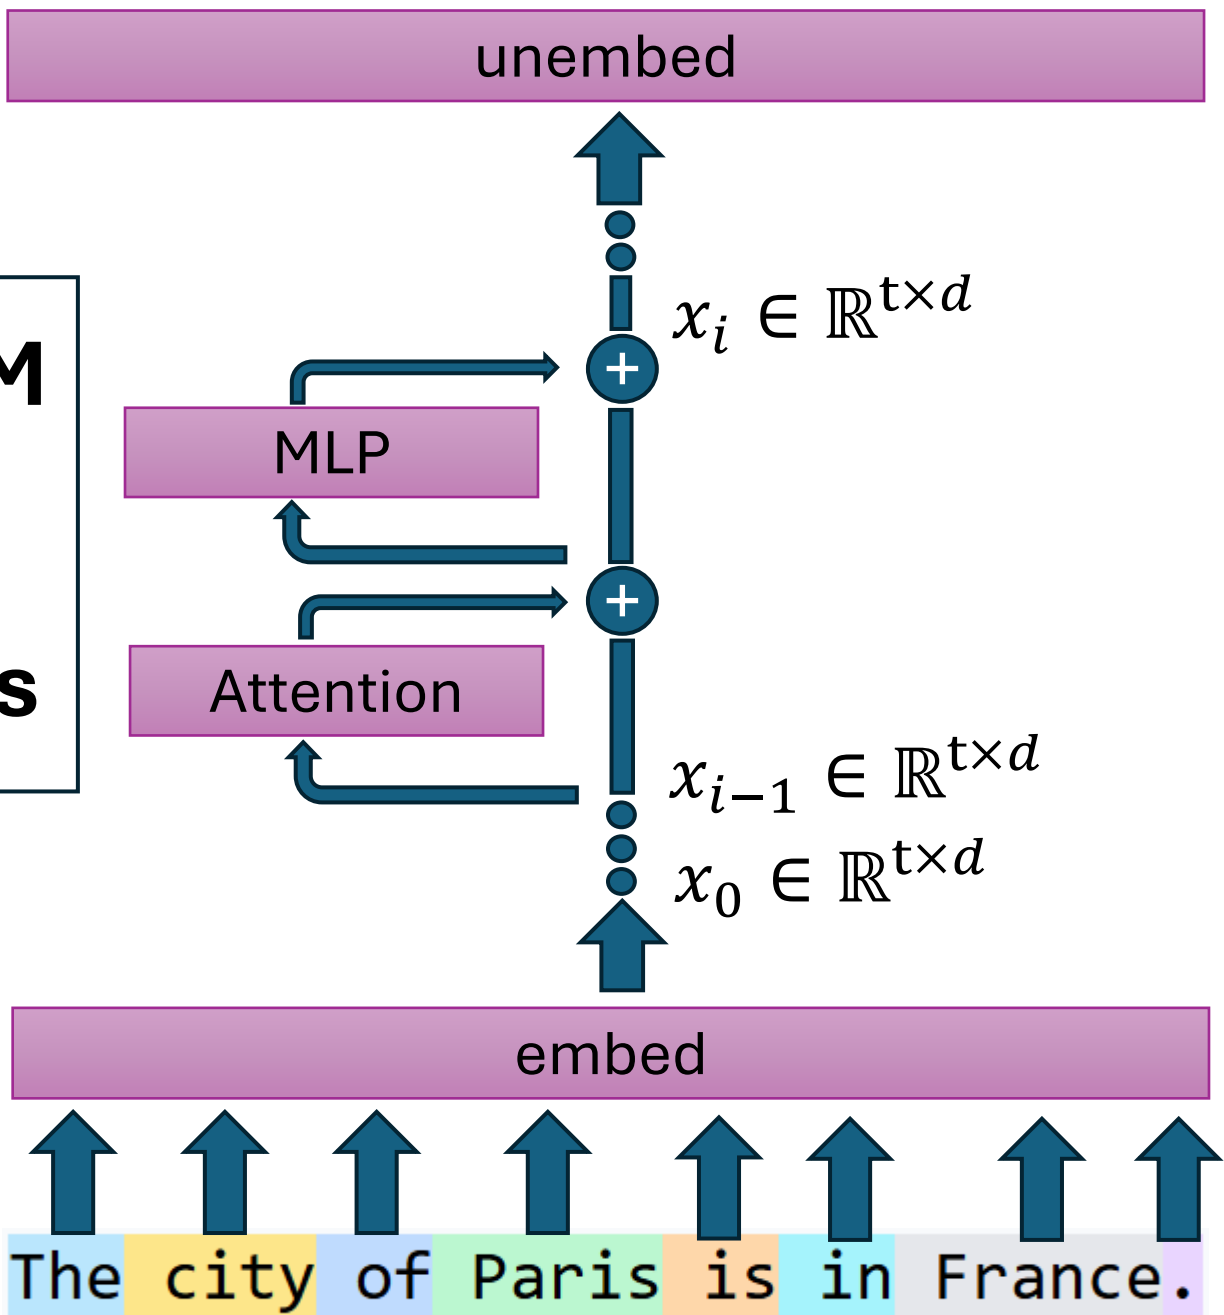 unembed
x_i ∈ ℝ^{t×d}
M
+
MLP
+
s
Attention
x_{i−1} ∈ ℝ^{t×d}
x_0 ∈ ℝ^{t×d}
embed
The city of Paris is in France.